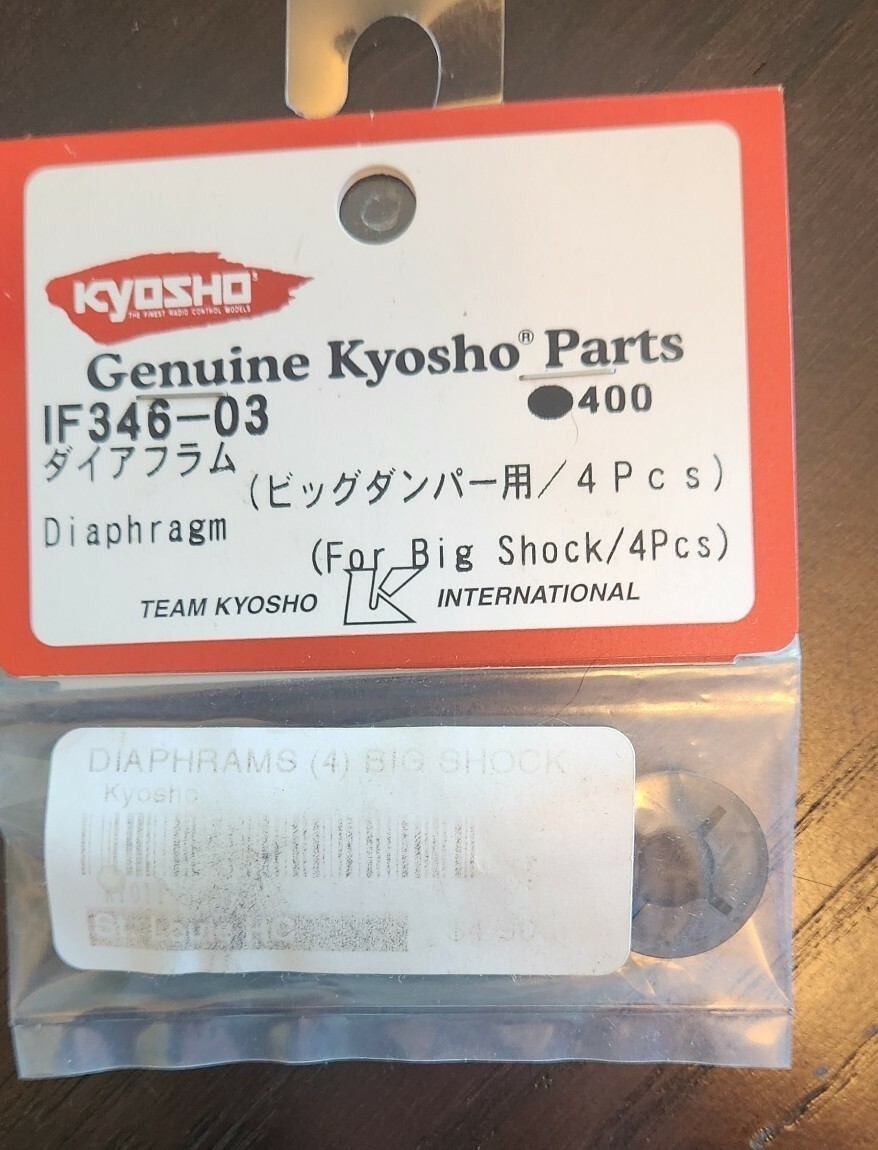 KYOSHO
THE FINEST RADIO CONTROL MODELS
Genuine Kyosho® Parts
IF346-03 ●400
ダイアフラム
(ビッグダンパー用/4Pcs)
Diaphragm
(For Big Shock/4Pcs)
TEAM KYOSHO K INTERNATIONAL
DIAPHRAMS (4) BIG SHOCK
Kyosho